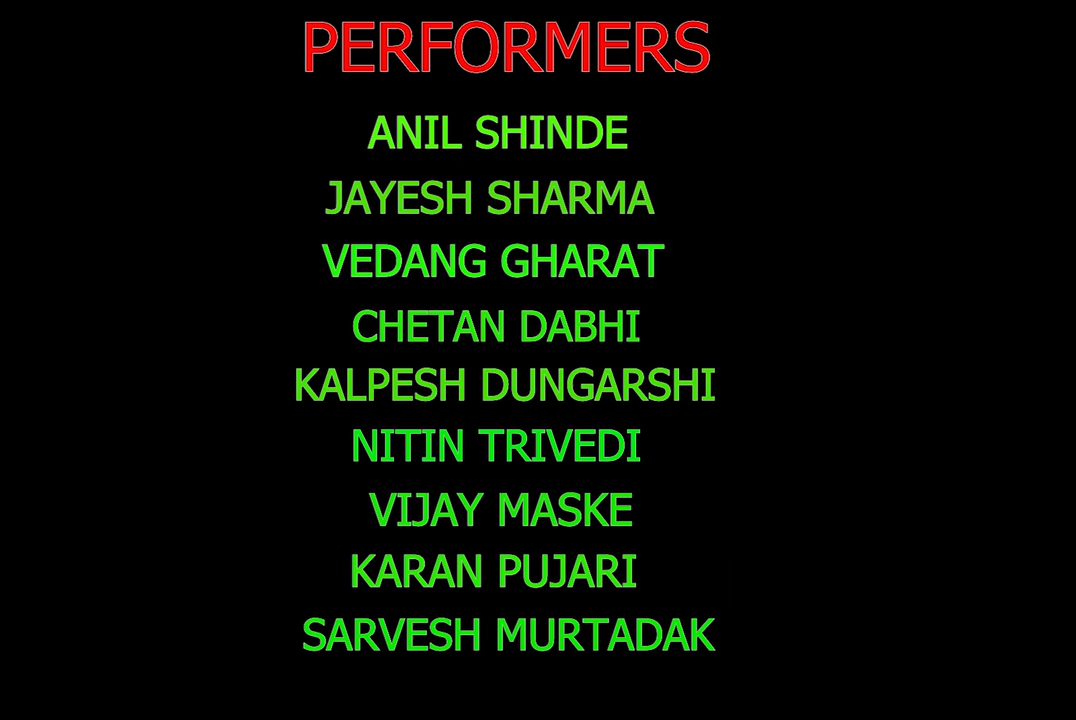 PERFORMERS
ANIL SHINDE
JAYESH SHARMA
VEDANG GHARAT
CHETAN DABHI
KALPESH DUNGARSHI
NITIN TRIVEDI
VIJAY MASKE
KARAN PUJARI
SARVESH MURTADAK